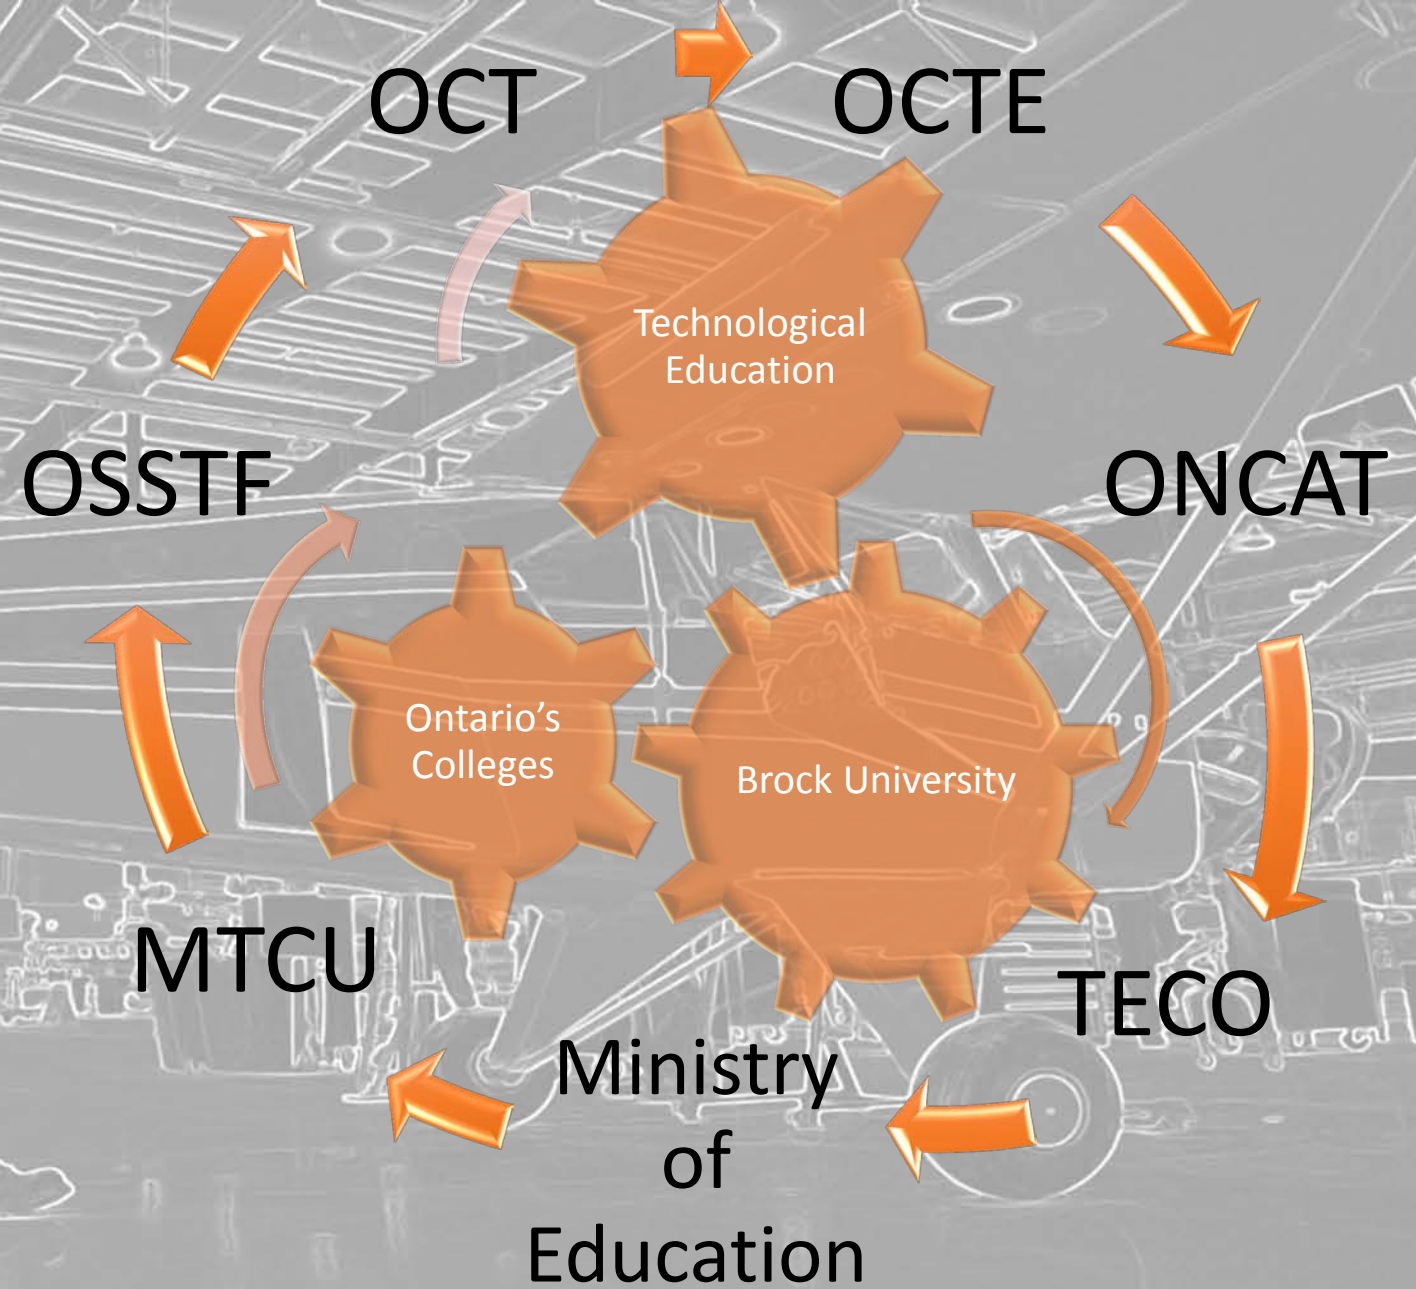 OCT
OCTE
Technological
Education
OSSTF
ONCAT
Ontario’s
Colleges
Brock University
MTCU
TECO
Ministry
of
Education